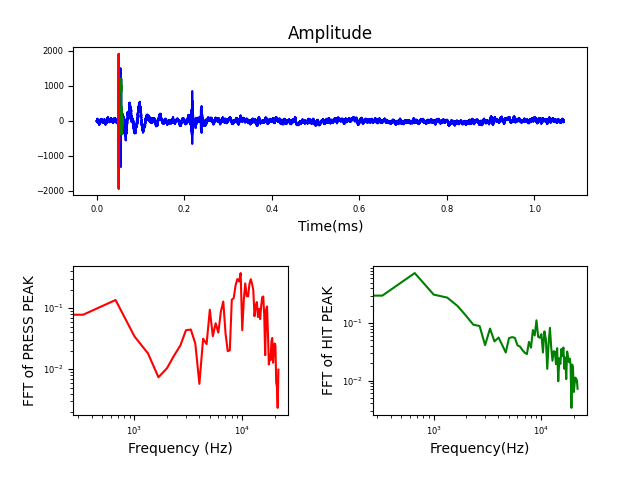 Amplitude
2000
1000
0
−1000
−2000
0.0 0.2 0.4 0.6 0.8 1.0
Time(ms)
FFT of PRESS PEAK
10⁻¹
10⁻²
10³ 10⁴
Frequency (Hz)
FFT of HIT PEAK
10⁻¹
10⁻²
10³ 10⁴
Frequency(Hz)